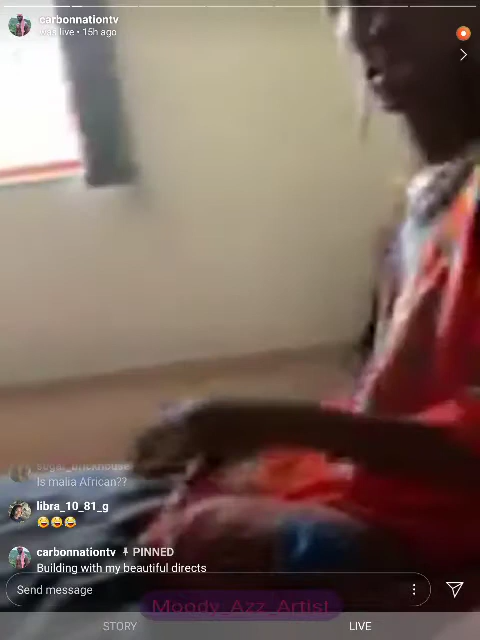 carbonnationtv
was live • 15h ago
sugar_brickhouse
Is malia African??
libra_10_81_g
😂😂😂
carbonnationtv PINNED
Building with my beautiful directs
Send message
Moody_Azz_Artist
STORY LIVE